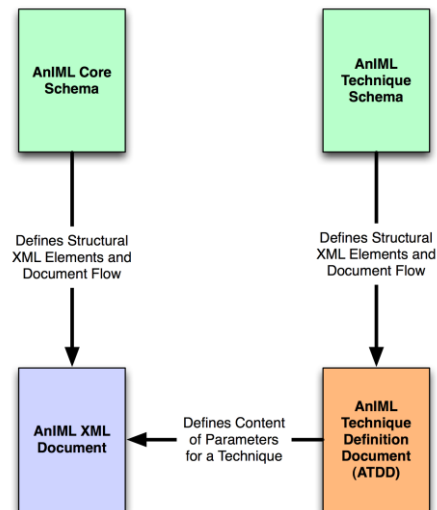 AnIML Core
Schema
AnIML
Technique
Schema
Defines Structural
XML Elements and
Document Flow
Defines Structural
XML Elements and
Document Flow
AnIML XML
Document
Defines Content
of Parameters
for a Technique
AnIML
Technique
Definition
Document
(ATDD)